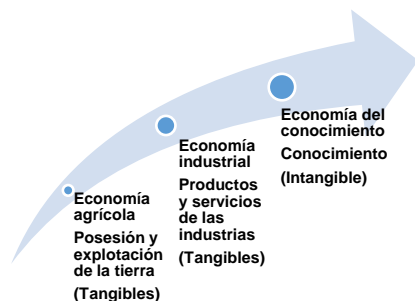 Economía
agrícola
Posesión y
explotación
de la tierra
(Tangibles)
Economía
industrial
Productos
y servicios
de las
industrias
(Tangibles)
Economía del
conocimiento
Conocimiento
(Intangible)